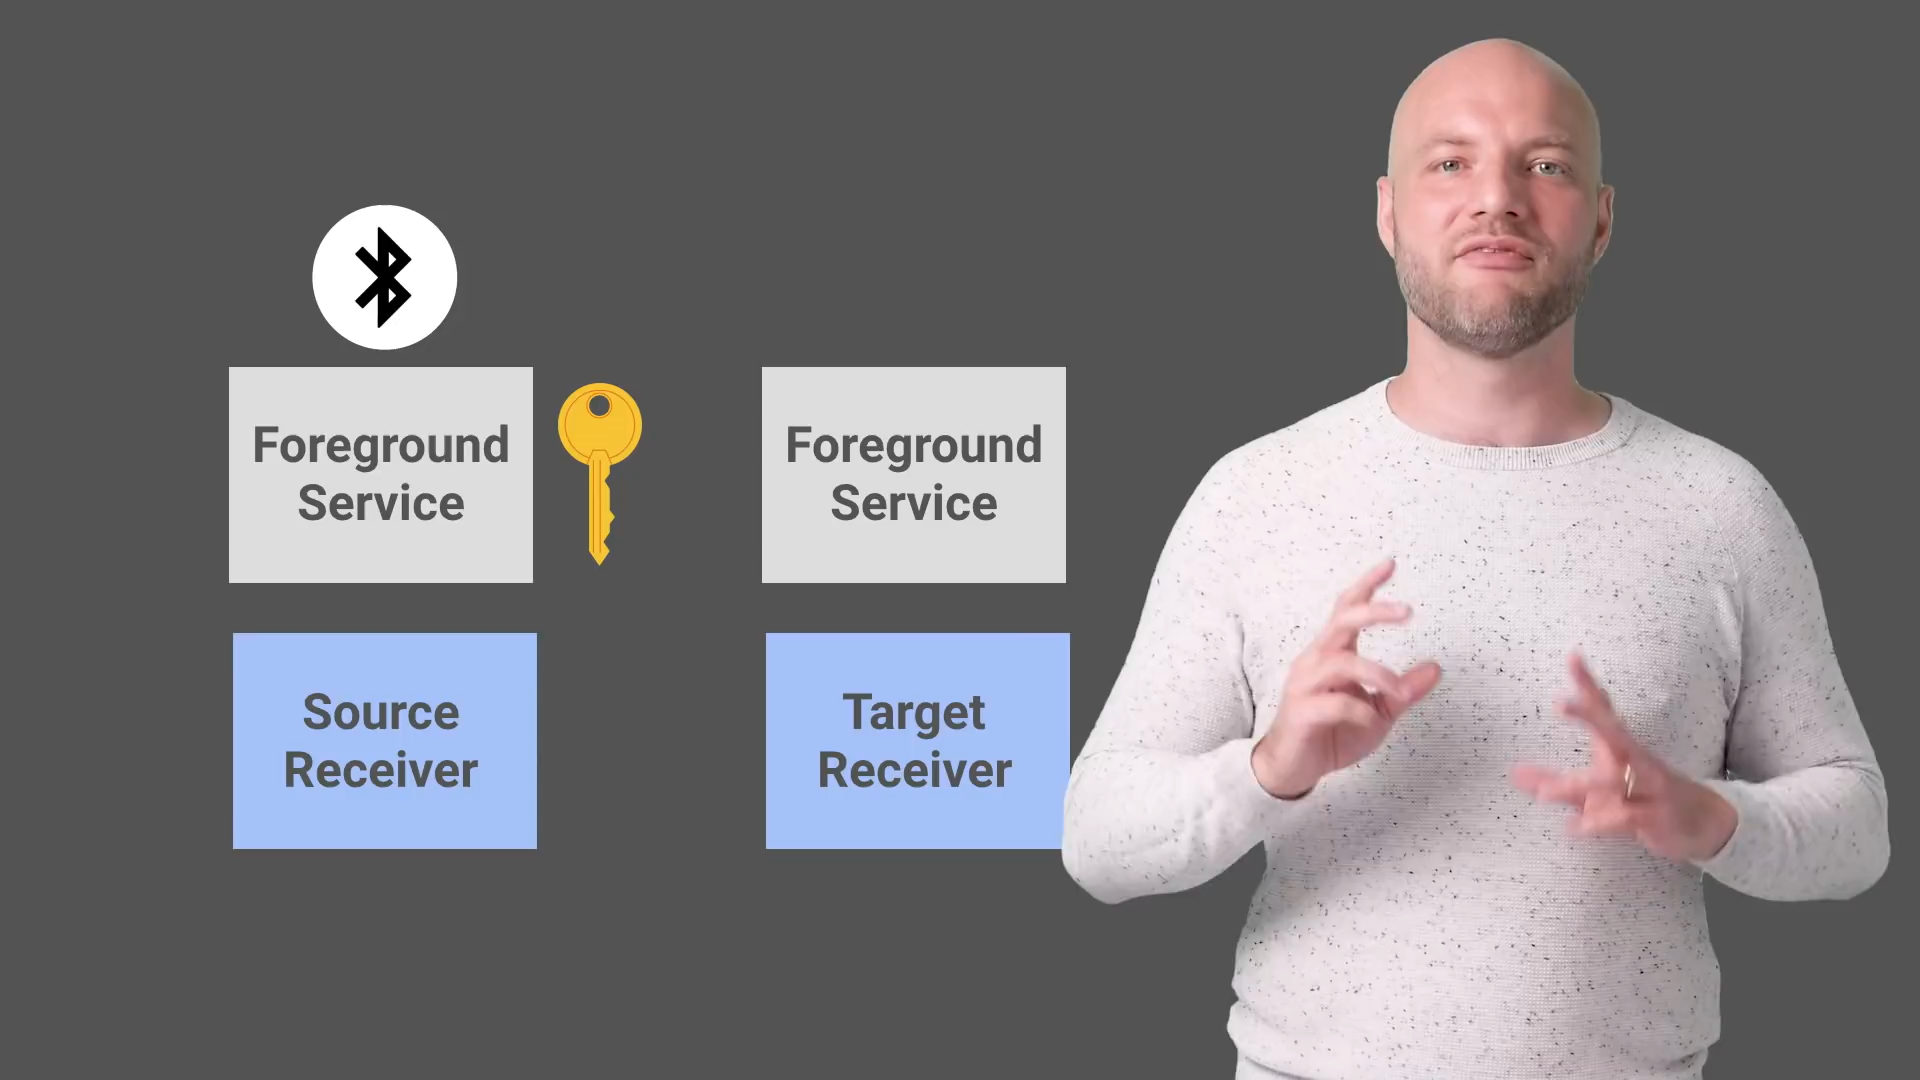 Foreground
Service
Foreground
Service
Source
Receiver
Target
Receiver